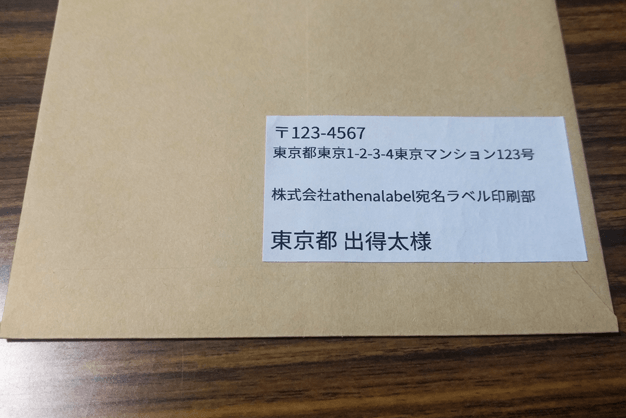 〒123-4567
東京都東京1-2-3-4東京マンション123号
株式会社athenalabel宛名ラベル印刷部
東京都 出得太様